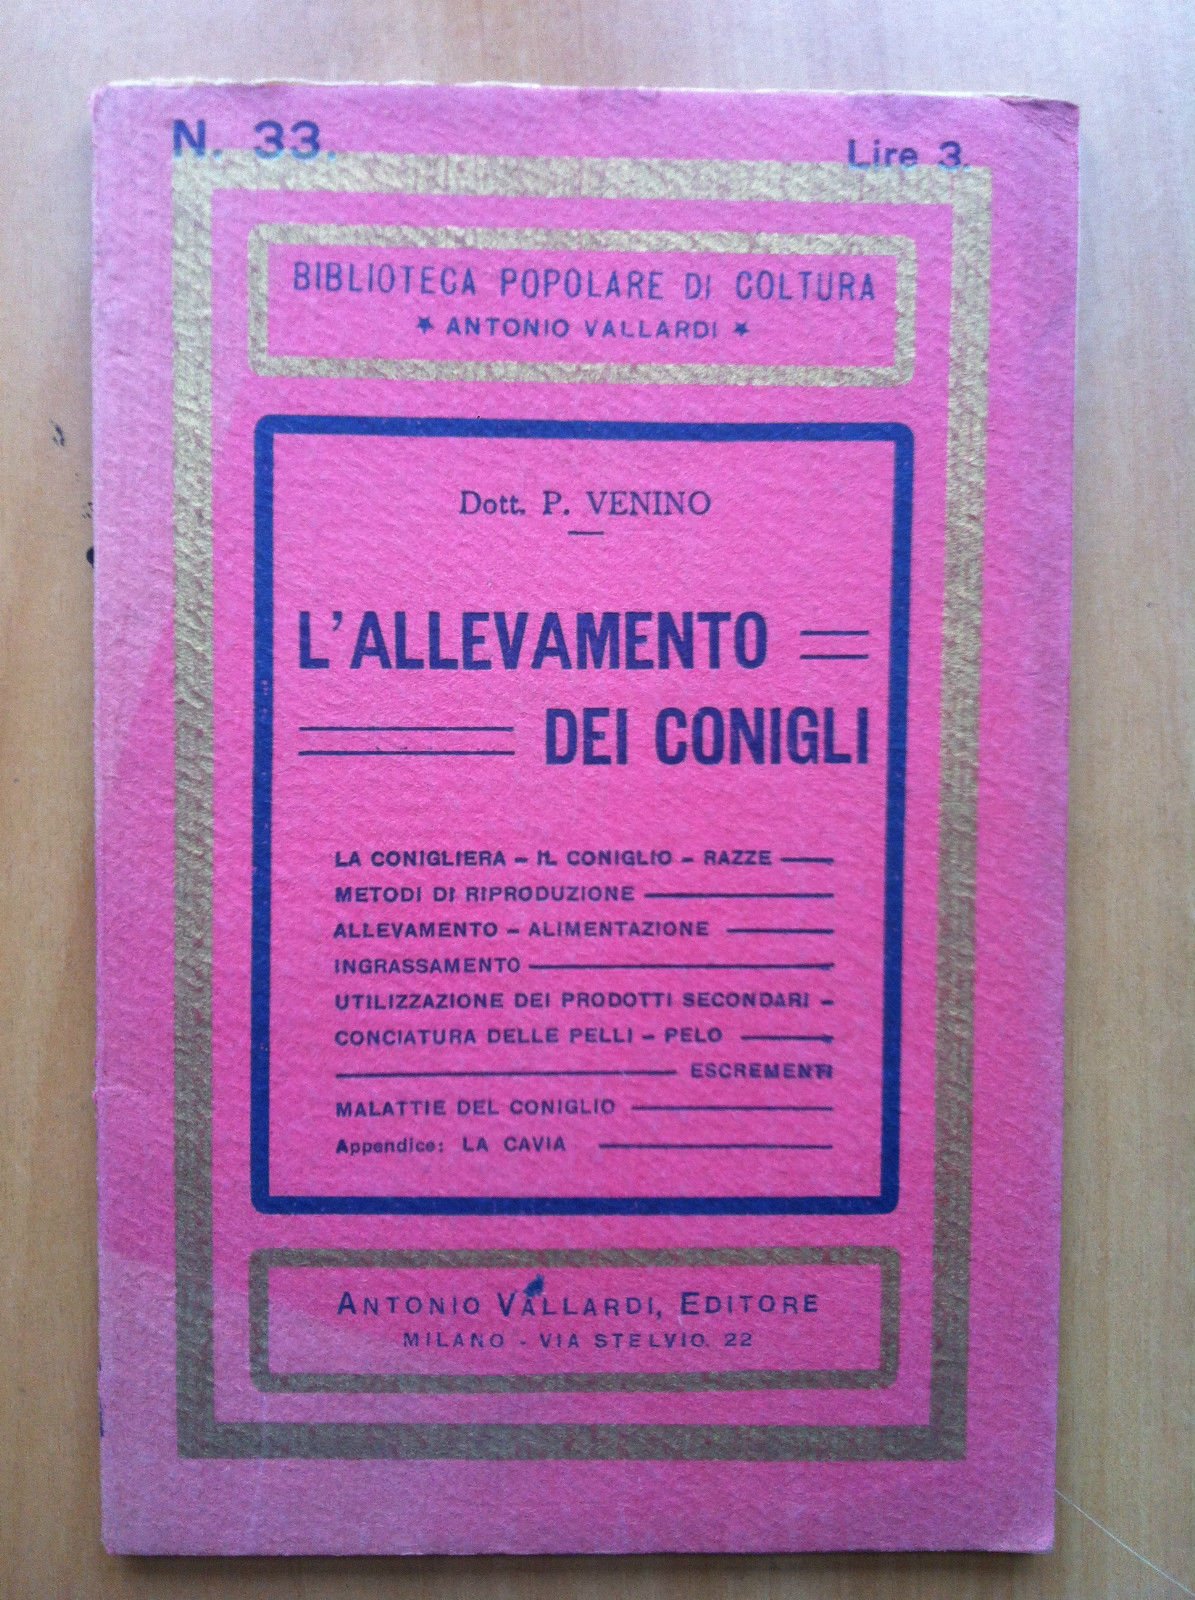 N. 33.
Lire 3.
BIBLIOTECA POPOLARE DI COLTURA
★ ANTONIO VALLARDI ★
Dott. P. VENINO
L'ALLEVAMENTO
DEI CONIGLI
LA CONIGLIERA – IL CONIGLIO – RAZZE
METODI DI RIPRODUZIONE
ALLEVAMENTO – ALIMENTAZIONE
INGRASSAMENTO
UTILIZZAZIONE DEI PRODOTTI SECONDARI –
CONCIATURA DELLE PELLI – PELO
ESCREMENTI
MALATTIE DEL CONIGLIO
Appendice: LA CAVIA
ANTONIO VALLARDI, EDITORE
MILANO - VIA STELVIO, 22